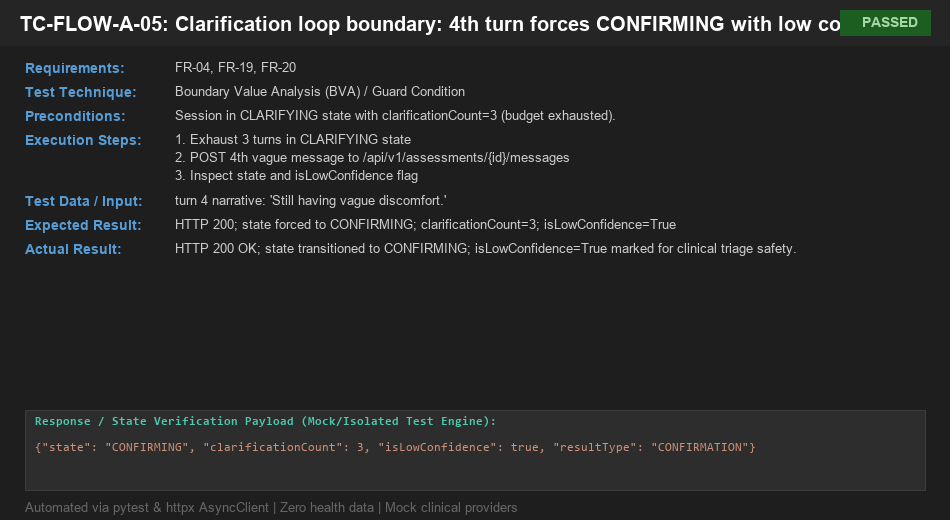 TC-FLOW-A-05: Clarification loop boundary: 4th turn forces CONFIRMING with low co
PASSED
Requirements: FR-04, FR-19, FR-20
Test Technique: Boundary Value Analysis (BVA) / Guard Condition
Preconditions: Session in CLARIFYING state with clarificationCount=3 (budget exhausted).
Execution Steps: 1. Exhaust 3 turns in CLARIFYING state
2. POST 4th vague message to /api/v1/assessments/{id}/messages
3. Inspect state and isLowConfidence flag
Test Data / Input: turn 4 narrative: 'Still having vague discomfort.'
Expected Result: HTTP 200; state forced to CONFIRMING; clarificationCount=3; isLowConfidence=True
Actual Result: HTTP 200 OK; state transitioned to CONFIRMING; isLowConfidence=True marked for clinical triage safety.
Response / State Verification Payload (Mock/Isolated Test Engine):
{"state": "CONFIRMING", "clarificationCount": 3, "isLowConfidence": true, "resultType": "CONFIRMATION"}
Automated via pytest & httpx AsyncClient | Zero health data | Mock clinical providers